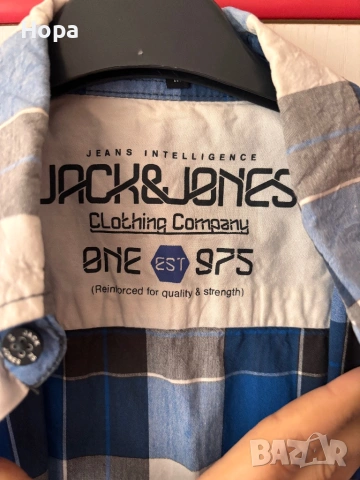 Нора
JEANS INTELLIGENCE
JACK&JONES
CLothing Company
ONE EST 975
(Reinforced for quality & strength)
BAZAR